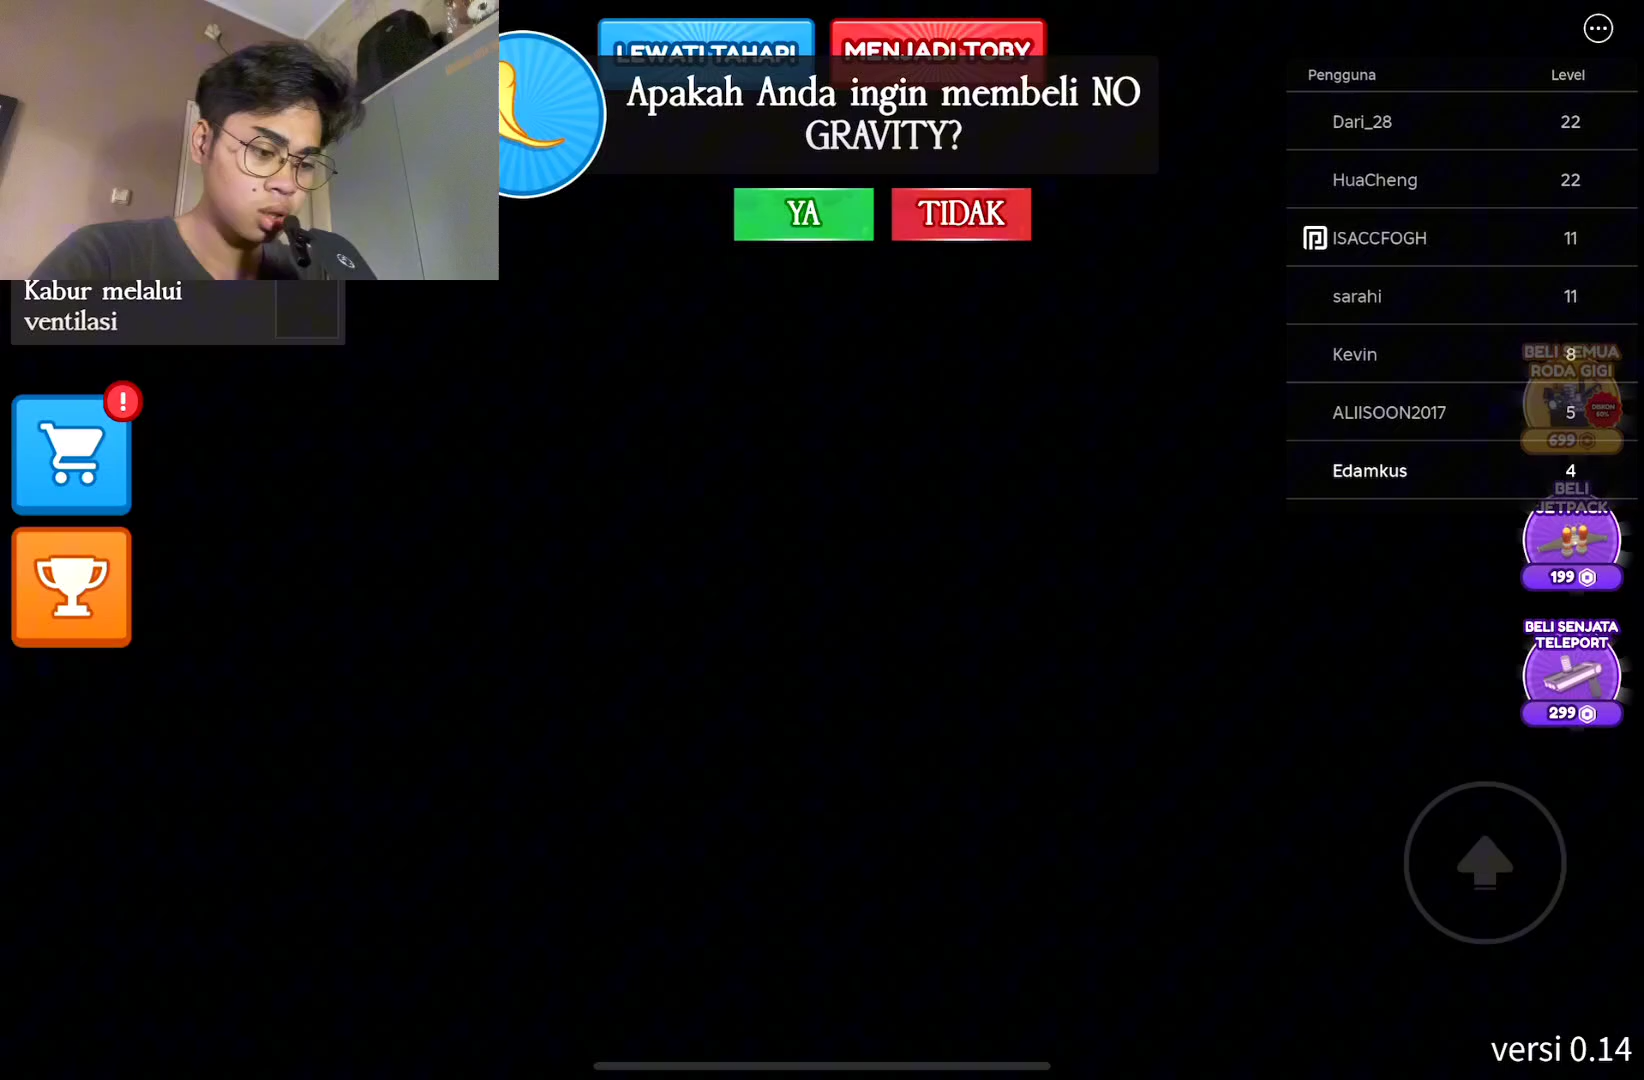 LEWATI TAHAP!
MENJADI TOBY
Apakah Anda ingin membeli NO
GRAVITY?
YA
TIDAK
Kabur melalui
ventilasi
!
Pengguna Level
Dari_28 22
HuaCheng 22
ISACCFOGH 11
sarahi 11
Kevin 8
ALIISOON2017 5
Edamkus 4
BELI SEMUA
RODA GIGI
DISKON
60%
699
BELI
JETPACK
199
BELI SENJATA
TELEPORT
299
versi 0.14